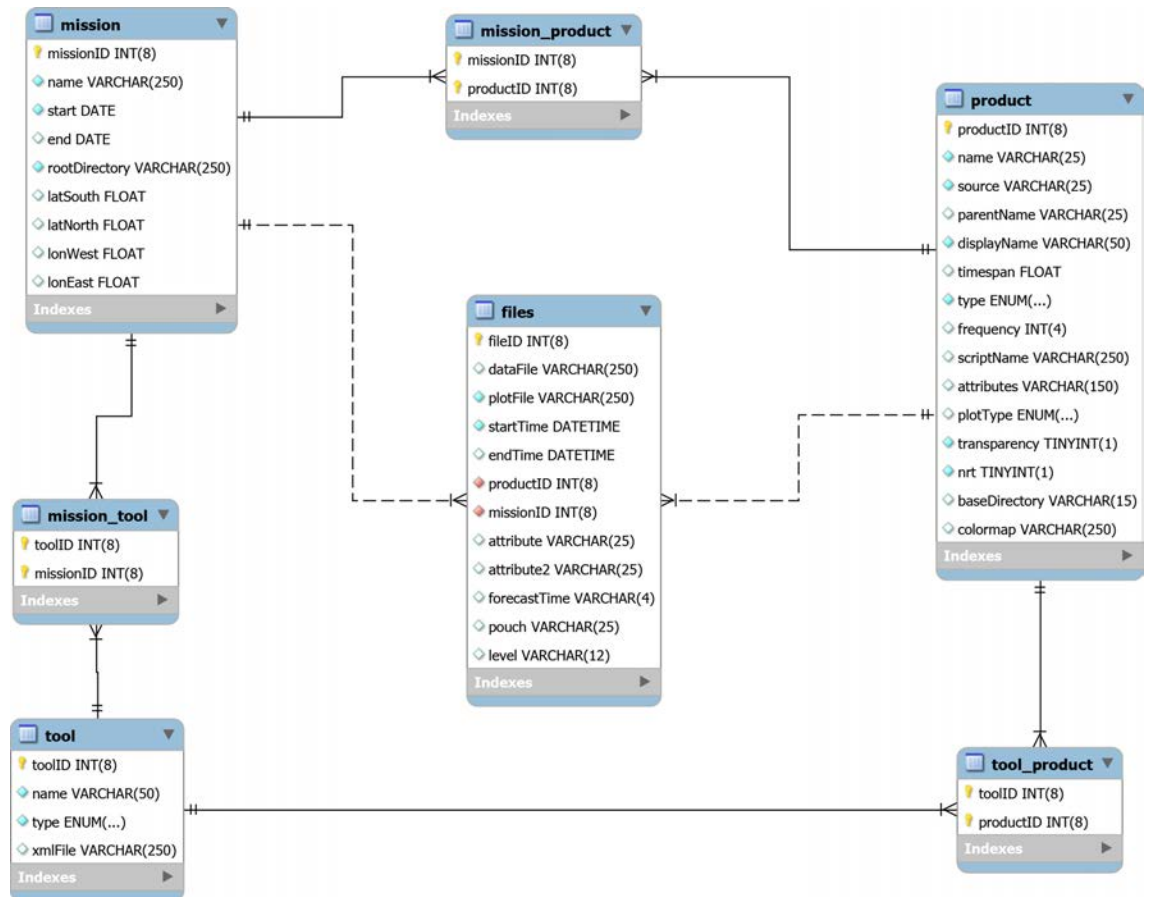 mission
missionID INT(8)
name VARCHAR(250)
start DATE
end DATE
rootDirectory VARCHAR(250)
latSouth FLOAT
latNorth FLOAT
lonWest FLOAT
lonEast FLOAT
Indexes
mission_product
missionID INT(8)
productID INT(8)
Indexes
product
productID INT(8)
name VARCHAR(25)
source VARCHAR(25)
parentName VARCHAR(25)
displayName VARCHAR(50)
timespan FLOAT
type ENUM(...)
frequency INT(4)
scriptName VARCHAR(250)
attributes VARCHAR(150)
plotType ENUM(...)
transparency TINYINT(1)
nrt TINYINT(1)
baseDirectory VARCHAR(15)
colormap VARCHAR(250)
Indexes
files
fileID INT(8)
dataFile VARCHAR(250)
plotFile VARCHAR(250)
startTime DATETIME
endTime DATETIME
productID INT(8)
missionID INT(8)
attribute VARCHAR(25)
attribute2 VARCHAR(25)
forecastTime VARCHAR(4)
pouch VARCHAR(25)
level VARCHAR(12)
Indexes
mission_tool
toolID INT(8)
missionID INT(8)
Indexes
tool
toolID INT(8)
name VARCHAR(50)
type ENUM(...)
xmlFile VARCHAR(250)
Indexes
tool_product
toolID INT(8)
productID INT(8)
Indexes